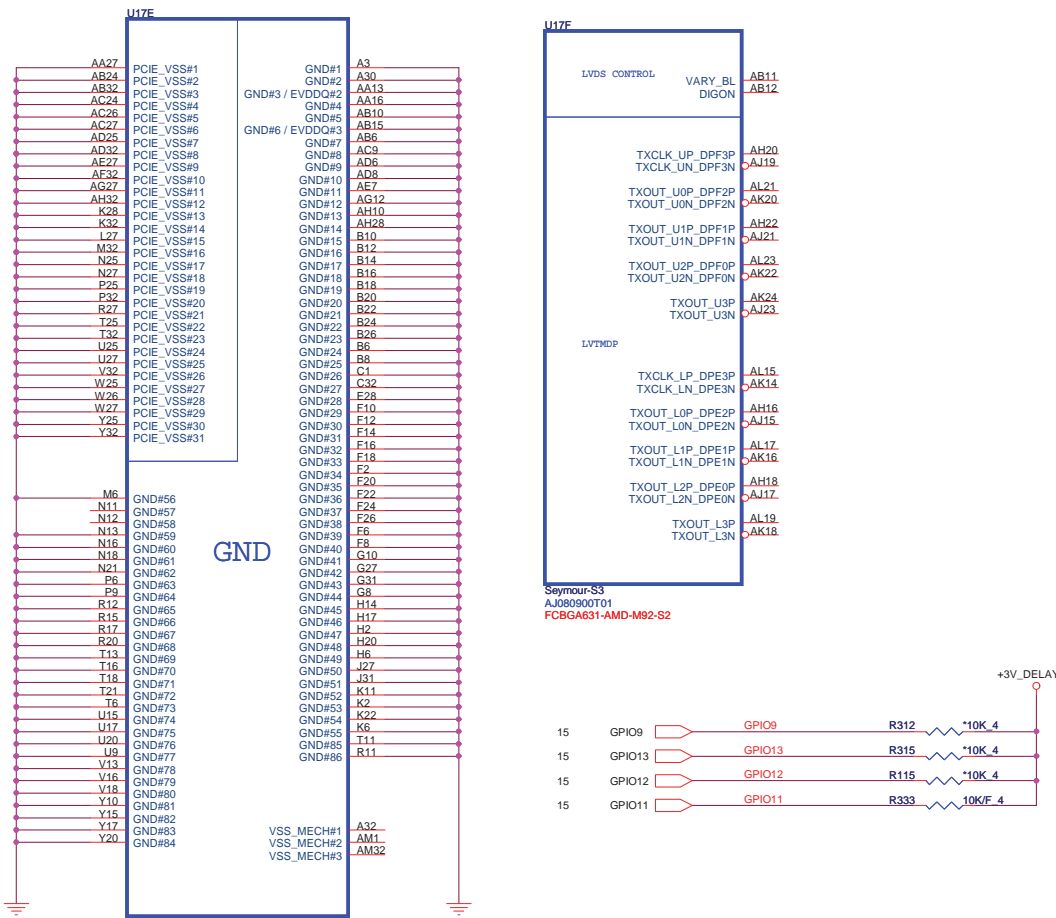 U17E
AA27 PCIE_VSS#1
AB24 PCIE_VSS#2
AB32 PCIE_VSS#3
AC24 PCIE_VSS#4
AC26 PCIE_VSS#5
AC27 PCIE_VSS#6
AD25 PCIE_VSS#7
AD32 PCIE_VSS#8
AE27 PCIE_VSS#9
AF32 PCIE_VSS#10
AG27 PCIE_VSS#11
AH32 PCIE_VSS#12
K28 PCIE_VSS#13
K32 PCIE_VSS#14
L27 PCIE_VSS#15
M32 PCIE_VSS#16
N25 PCIE_VSS#17
N27 PCIE_VSS#18
P25 PCIE_VSS#19
P32 PCIE_VSS#20
R27 PCIE_VSS#21
T25 PCIE_VSS#22
T32 PCIE_VSS#23
U25 PCIE_VSS#24
U27 PCIE_VSS#25
V32 PCIE_VSS#26
W25 PCIE_VSS#27
W26 PCIE_VSS#28
W27 PCIE_VSS#29
Y25 PCIE_VSS#30
Y32 PCIE_VSS#31
M6 GND#56
N11 GND#57
N12 GND#58
N13 GND#59
N16 GND#60
N18 GND#61
N21 GND#62
P6 GND#63
P9 GND#64
R12 GND#65
R15 GND#66
R17 GND#67
R20 GND#68
T13 GND#69
T16 GND#70
T18 GND#71
T21 GND#72
T6 GND#73
U15 GND#74
U17 GND#75
U20 GND#76
U9 GND#77
V13 GND#78
V16 GND#79
V18 GND#80
Y10 GND#81
Y15 GND#82
Y17 GND#83
Y20 GND#84
GND
GND#1 A3
GND#2 A30
GND#3 / EVDDQ#2 AA13
GND#4 AA16
GND#5 AB10
GND#6 / EVDDQ#3 AB15
GND#7 AB6
GND#8 AC9
GND#9 AD6
GND#10 AD8
GND#11 AE7
GND#12 AG12
GND#13 AH10
GND#14 AH28
GND#15 B10
GND#16 B12
GND#17 B14
GND#18 B16
GND#19 B18
GND#20 B20
GND#21 B22
GND#22 B24
GND#23 B26
GND#24 B6
GND#25 B8
GND#26 C1
GND#27 C32
GND#28 E28
GND#29 F10
GND#30 F12
GND#31 F14
GND#32 F16
GND#33 F18
GND#34 F2
GND#35 F20
GND#36 F22
GND#37 F24
GND#38 F26
GND#39 F6
GND#40 F8
GND#41 G10
GND#42 G27
GND#43 G31
GND#44 G8
GND#45 H14
GND#46 H17
GND#47 H2
GND#48 H20
GND#49 H6
GND#50 J27
GND#51 J31
GND#52 K11
GND#53 K2
GND#54 K22
GND#55 K6
GND#85 T11
GND#86 R11
VSS_MECH#1 A32
VSS_MECH#2 AM1
VSS_MECH#3 AM32
U17F
LVDS CONTROL
VARY_BL AB11
DIGON AB12
TXCLK_UP_DPF3P AH20
TXCLK_UN_DPF3N AJ19
TXOUT_U0P_DPF2P AL21
TXOUT_U0N_DPF2N AK20
TXOUT_U1P_DPF1P AH22
TXOUT_U1N_DPF1N AJ21
TXOUT_U2P_DPF0P AL23
TXOUT_U2N_DPF0N AK22
TXOUT_U3P AK24
TXOUT_U3N AJ23
LVTMDP
TXCLK_LP_DPE3P AL15
TXCLK_LN_DPE3N AK14
TXOUT_L0P_DPE2P AH16
TXOUT_L0N_DPE2N AJ15
TXOUT_L1P_DPE1P AL17
TXOUT_L1N_DPE1N AK16
TXOUT_L2P_DPE0P AH18
TXOUT_L2N_DPE0N AJ17
TXOUT_L3P AL19
TXOUT_L3N AK18
Seymour-S3
AJ080900T01
FCBGA631-AMD-M92-S2
+3V_DELAY
15 GPIO9 GPIO9 R312 *10K_4
15 GPIO13 GPIO13 R315 *10K_4
15 GPIO12 GPIO12 R115 *10K_4
15 GPIO11 GPIO11 R333 10K/F_4